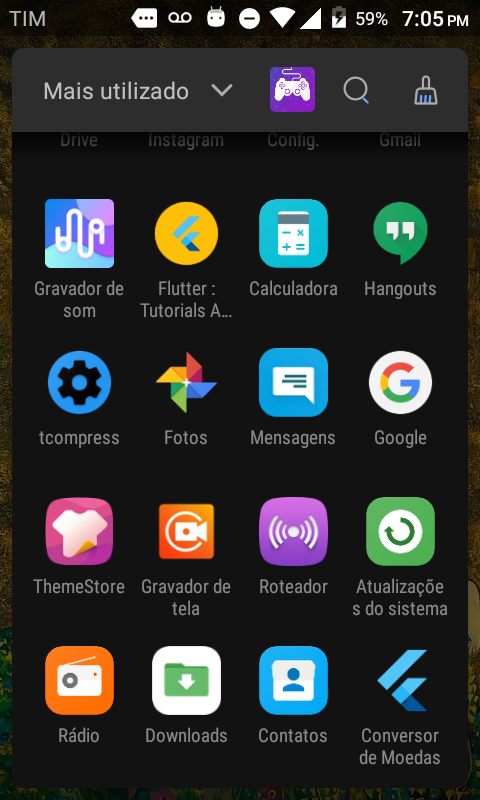 TIM 59% 7:05 PM
Mais utilizado
Drive Instagram Config. Gmail
Gravador de Flutter : Calculadora Hangouts
som Tutorials A...
tcompress Fotos Mensagens Google
ThemeStore Gravador de Roteador Atualizaçõe
tela s do sistema
Rádio Downloads Contatos Conversor
de Moedas